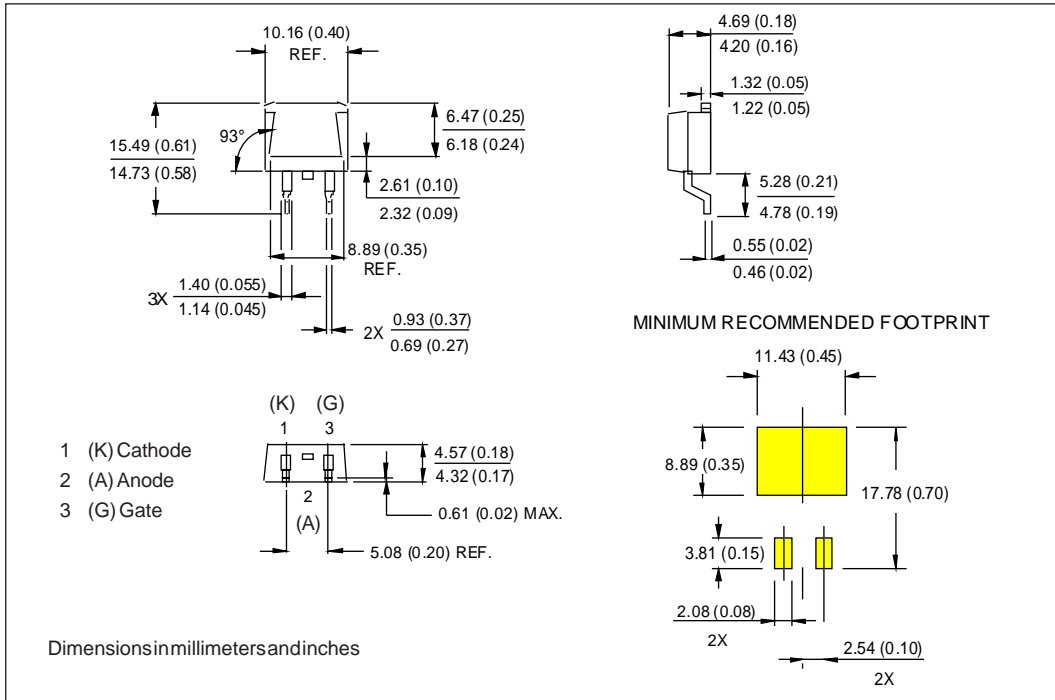 10.16 (0.40)
REF.
15.49 (0.61)
14.73 (0.58)
93°
6.47 (0.25)
6.18 (0.24)
2.61 (0.10)
2.32 (0.09)
8.89 (0.35)
REF.
3X
1.40 (0.055)
1.14 (0.045)
2X
0.93 (0.37)
0.69 (0.27)
4.69 (0.18)
4.20 (0.16)
1.32 (0.05)
1.22 (0.05)
5.28 (0.21)
4.78 (0.19)
0.55 (0.02)
0.46 (0.02)
(K) (G)
1 3
2
(A)
4.57 (0.18)
4.32 (0.17)
0.61 (0.02) MAX.
5.08 (0.20) REF.
1 (K) Cathode
2 (A) Anode
3 (G) Gate
MINIMUM RECOMMENDED FOOTPRINT
11.43 (0.45)
8.89 (0.35)
17.78 (0.70)
3.81 (0.15)
2.08 (0.08)
2X
2.54 (0.10)
2X
Dimensions in millimeters and inches